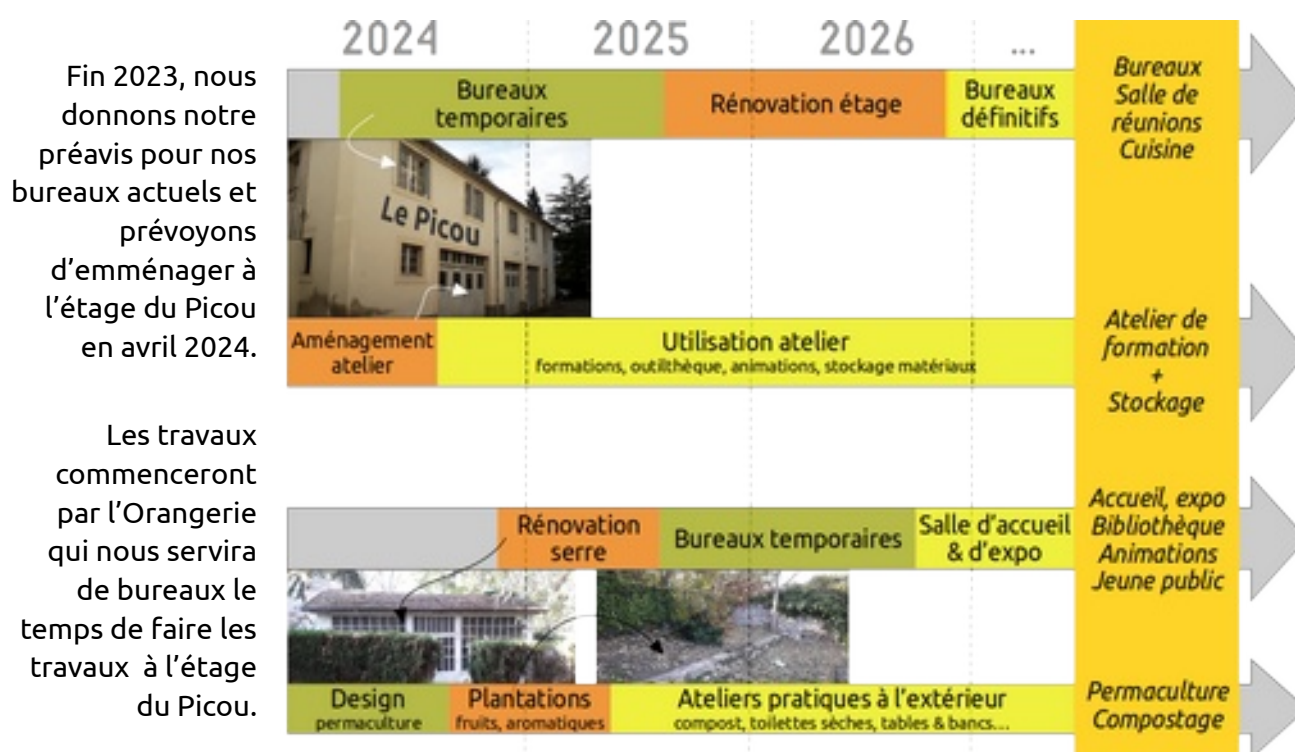 Fin 2023, nous
donnons notre
préavis pour nos
bureaux actuels et
prévoyons
d'emménager à
l'étage du Picou
en avril 2024.
Les travaux
commenceront
par l'Orangerie
qui nous servira
de bureaux le
temps de faire les
travaux à l'étage
du Picou.
2024 2025 2026 ...
Bureaux
temporaires
Rénovation étage
Bureaux
définitifs
Bureaux
Salle de
réunions
Cuisine
Le Picou
Aménagement
atelier
Utilisation atelier
formations, outilthèque, animations, stockage matériaux
Atelier de
formation
+
Stockage
Rénovation
serre
Bureaux temporaires
Salle d'accueil
& d'expo
Accueil, expo
Bibliothèque
Animations
Jeune public
Design
permaculture
Plantations
fruits, aromatiques
Ateliers pratiques à l'extérieur
compost, toilettes sèches, tables & bancs...
Permaculture
Compostage